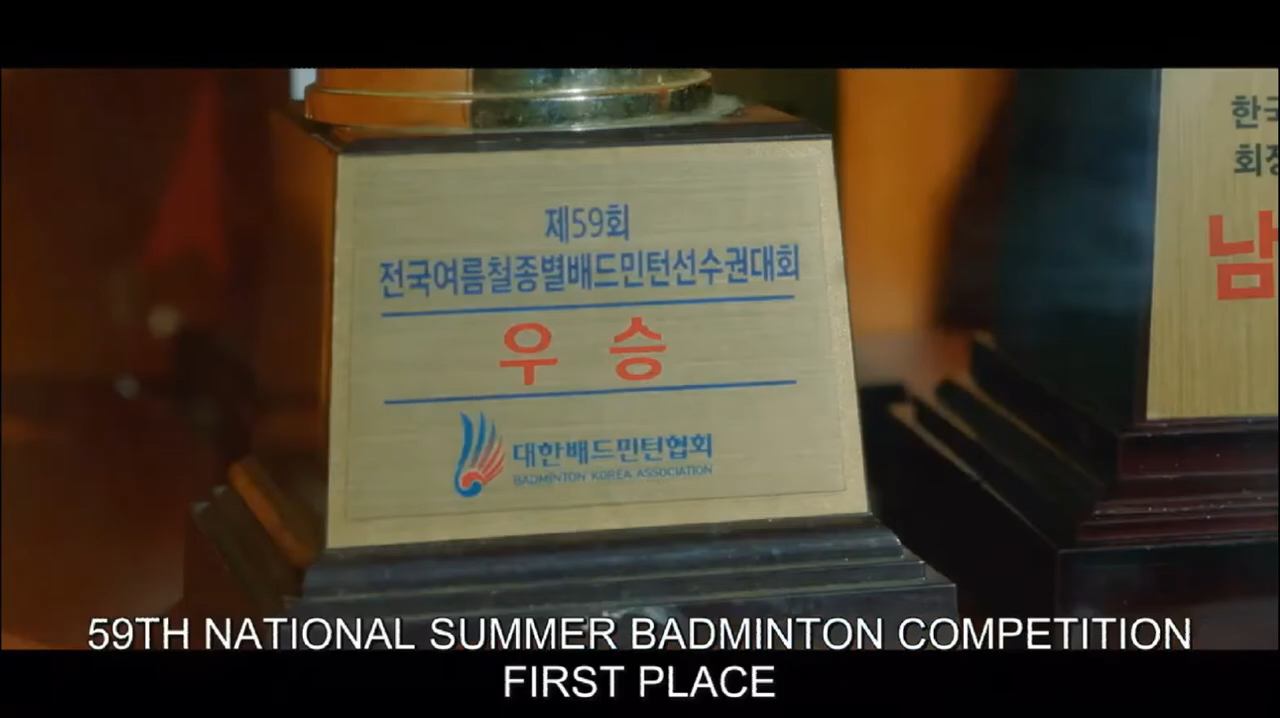 제59회
전국여름철종별배드민턴선수권대회
우 승
대한배드민턴협회
BADMINTON KOREA ASSOCIATION
한국
회장
남
59TH NATIONAL SUMMER BADMINTON COMPETITION
FIRST PLACE